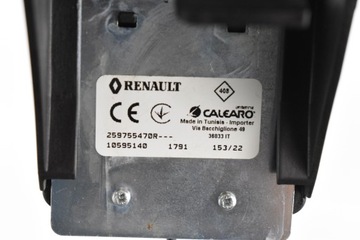 RENAULT
408
CE
CALEARO
Made in Tunisia - Importer
Via Bacchiglione 49
36033 IT
259755470R---
10595140 1791 153/22